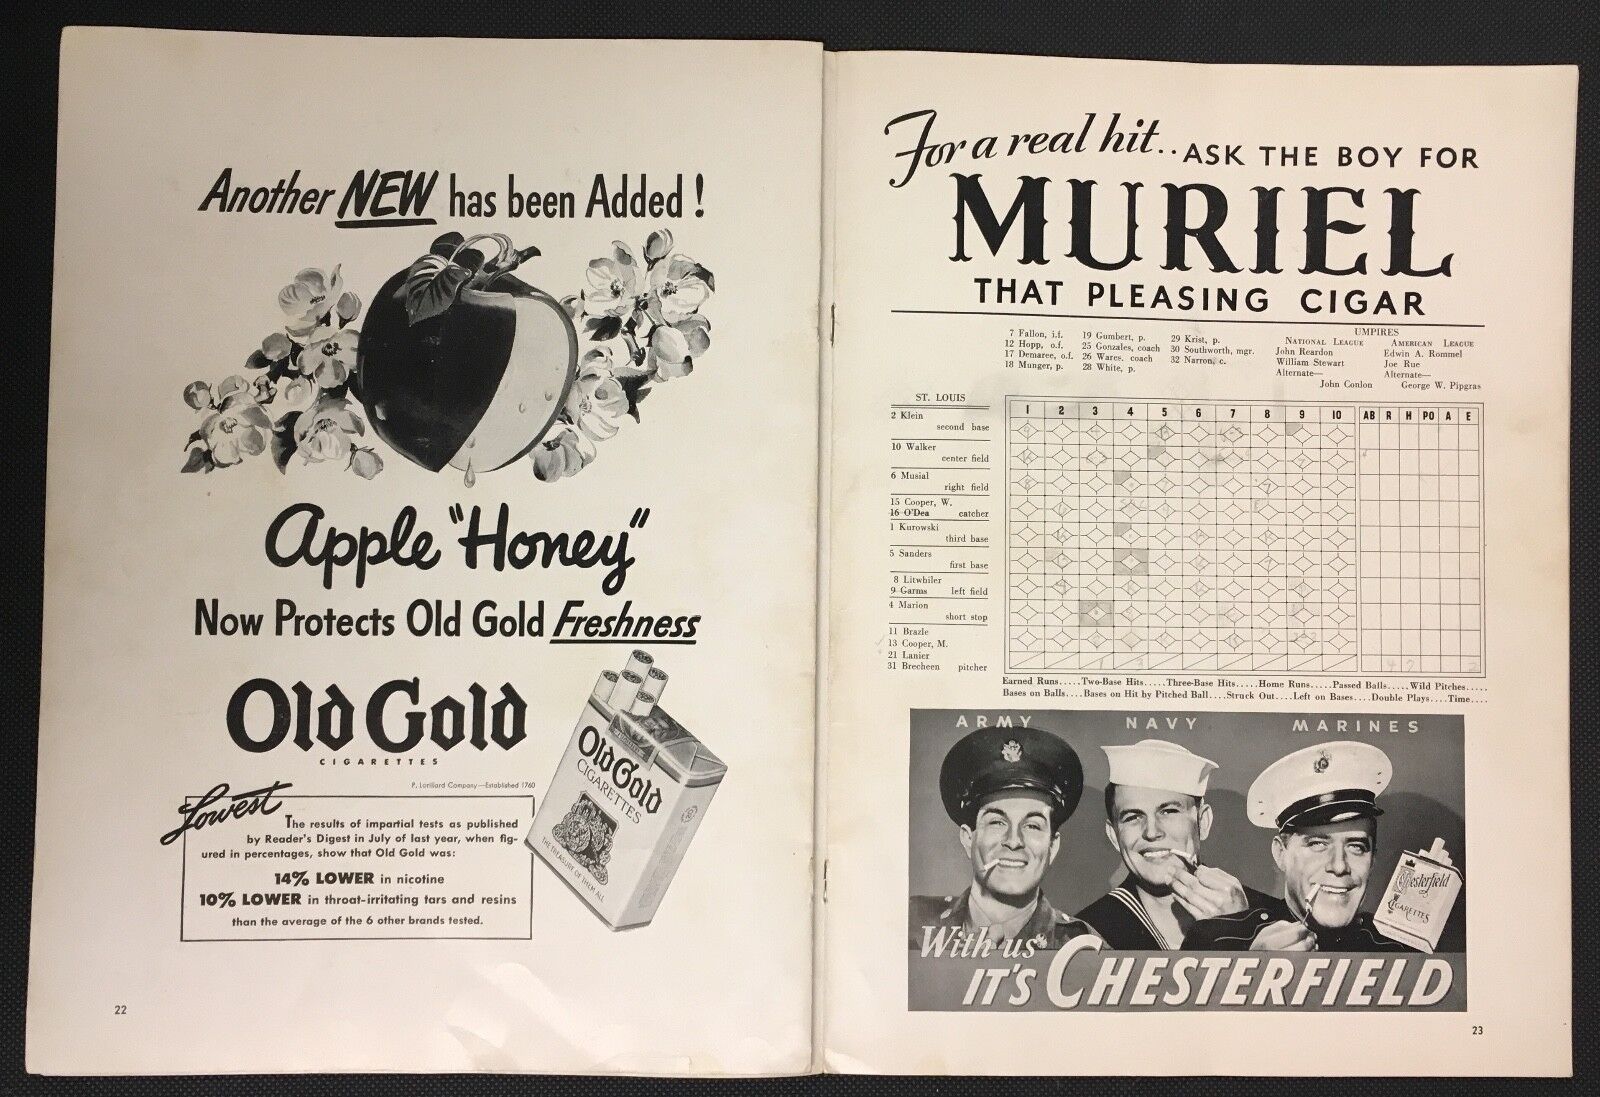 Another NEW has been Added !
Apple "Honey"
Now Protects Old Gold Freshness
Old Gold
CIGARETTES
P. Lorillard Company—Established 1760
Lowest
The results of impartial tests as published
by Reader's Digest in July of last year, when fig-
ured in percentages, show that Old Gold was:
14% LOWER in nicotine
10% LOWER in throat-irritating tars and resins
than the average of the 6 other brands tested.
Old Gold
CIGARETTES
THE TREASURE OF THEM ALL
22
For a real hit.. ASK THE BOY FOR
MURIEL
THAT PLEASING CIGAR
7 Fallon, i.f.
12 Hopp, o.f.
17 Demaree, o.f.
18 Munger, p.
19 Gumbert, p.
25 Gonzales, coach
26 Wares, coach
28 White, p.
29 Krist, p.
30 Southworth, mgr.
32 Narron, c.
UMPIRES
NATIONAL LEAGUE
John Reardon
William Stewart
Alternate—
John Conlon
AMERICAN LEAGUE
Edwin A. Rommel
Joe Rue
Alternate—
George W. Pipgras
ST. LOUIS
1 2 3 4 5 6 7 8 9 10 AB R H PO A E
2 Klein
second base
10 Walker
center field
6 Musial
right field
15 Cooper, W.
16 O'Dea catcher
1 Kurowski
third base
5 Sanders
first base
8 Litwhiler
9 Garms left field
4 Marion
short stop
11 Brazle
13 Cooper, M.
21 Lanier
31 Brecheen pitcher
Earned Runs.....Two-Base Hits.....Three-Base Hits.....Home Runs.....Passed Balls.....Wild Pitches.....
Bases on Balls....Bases on Hit by Pitched Ball....Struck Out....Left on Bases....Double Plays....Time....
ARMY NAVY MARINES
Chesterfield
CIGARETTES
With us
IT'S CHESTERFIELD
23